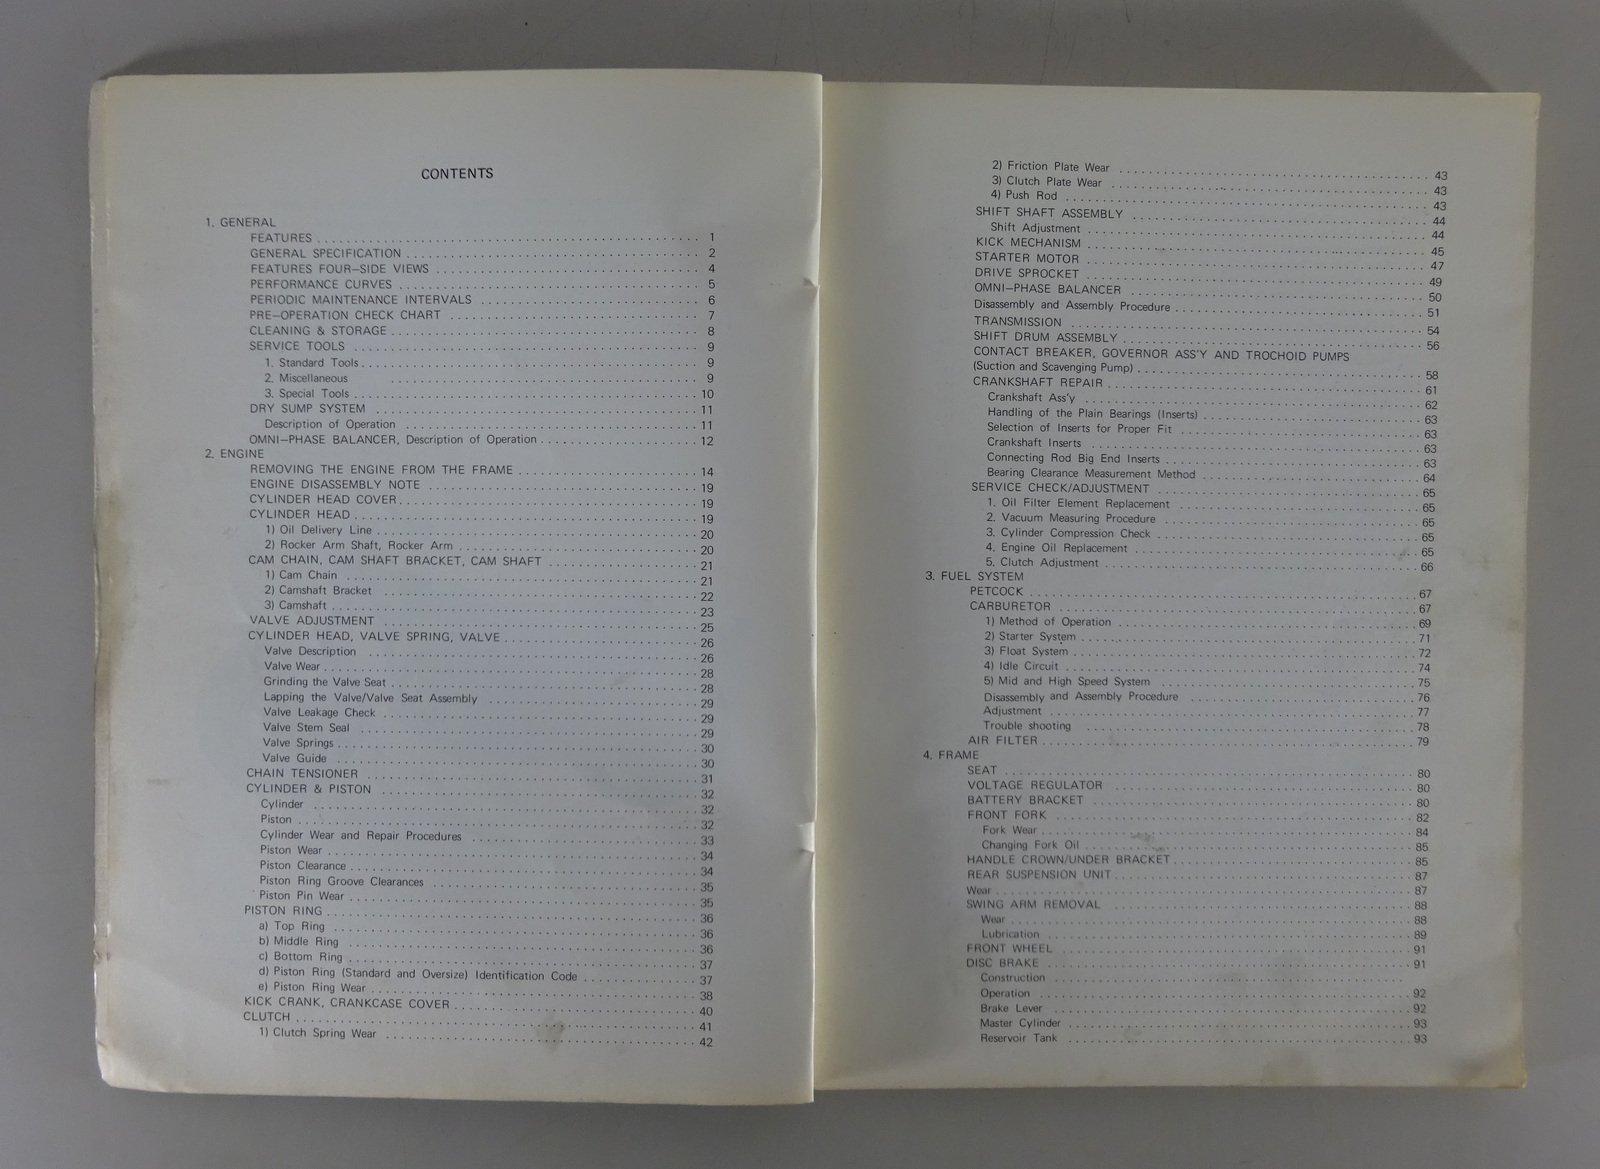 CONTENTS
1. GENERAL
FEATURES ..... 1
GENERAL SPECIFICATION ..... 2
FEATURES FOUR–SIDE VIEWS ..... 4
PERFORMANCE CURVES ..... 5
PERIODIC MAINTENANCE INTERVALS ..... 6
PRE–OPERATION CHECK CHART ..... 7
CLEANING & STORAGE ..... 8
SERVICE TOOLS ..... 9
1. Standard Tools ..... 9
2. Miscellaneous ..... 9
3. Special Tools ..... 10
DRY SUMP SYSTEM ..... 11
Description of Operation ..... 11
OMNI–PHASE BALANCER, Description of Operation ..... 12
2. ENGINE
REMOVING THE ENGINE FROM THE FRAME ..... 14
ENGINE DISASSEMBLY NOTE ..... 19
CYLINDER HEAD COVER ..... 19
CYLINDER HEAD ..... 19
1) Oil Delivery Line ..... 20
2) Rocker Arm Shaft, Rocker Arm ..... 20
CAM CHAIN, CAM SHAFT BRACKET, CAM SHAFT ..... 21
1) Cam Chain ..... 21
2) Camshaft Bracket ..... 22
3) Camshaft ..... 23
VALVE ADJUSTMENT ..... 25
CYLINDER HEAD, VALVE SPRING, VALVE ..... 26
Valve Description ..... 26
Valve Wear ..... 28
Grinding the Valve Seat ..... 28
Lapping the Valve/Valve Seat Assembly ..... 29
Valve Leakage Check ..... 29
Valve Stem Seal ..... 29
Valve Springs ..... 30
Valve Guide ..... 30
CHAIN TENSIONER ..... 31
CYLINDER & PISTON ..... 32
Cylinder ..... 32
Piston ..... 32
Cylinder Wear and Repair Procedures ..... 33
Piston Wear ..... 34
Piston Clearance ..... 34
Piston Ring Groove Clearances ..... 35
Piston Pin Wear ..... 35
PISTON RING ..... 36
a) Top Ring ..... 36
b) Middle Ring ..... 36
c) Bottom Ring ..... 37
d) Piston Ring (Standard and Oversize) Identification Code ..... 37
e) Piston Ring Wear ..... 38
KICK CRANK, CRANKCASE COVER ..... 40
CLUTCH ..... 41
1) Clutch Spring Wear ..... 42
2) Friction Plate Wear ..... 43
3) Clutch Plate Wear ..... 43
4) Push Rod ..... 43
SHIFT SHAFT ASSEMBLY ..... 44
Shift Adjustment ..... 44
KICK MECHANISM ..... 45
STARTER MOTOR ..... 47
DRIVE SPROCKET ..... 49
OMNI–PHASE BALANCER ..... 50
Disassembly and Assembly Procedure ..... 51
TRANSMISSION ..... 54
SHIFT DRUM ASSEMBLY ..... 56
CONTACT BREAKER, GOVERNOR ASS'Y AND TROCHOID PUMPS
(Suction and Scavenging Pump) ..... 58
CRANKSHAFT REPAIR ..... 61
Crankshaft Ass'y ..... 62
Handling of the Plain Bearings (Inserts) ..... 63
Selection of Inserts for Proper Fit ..... 63
Crankshaft Inserts ..... 63
Connecting Rod Big End Inserts ..... 63
Bearing Clearance Measurement Method ..... 64
SERVICE CHECK/ADJUSTMENT ..... 65
1. Oil Filter Element Replacement ..... 65
2. Vacuum Measuring Procedure ..... 65
3. Cylinder Compression Check ..... 65
4. Engine Oil Replacement ..... 65
5. Clutch Adjustment ..... 66
3. FUEL SYSTEM
PETCOCK ..... 67
CARBURETOR ..... 67
1) Method of Operation ..... 69
2) Starter System ..... 71
3) Float System ..... 72
4) Idle Circuit ..... 74
5) Mid and High Speed System ..... 75
Disassembly and Assembly Procedure ..... 76
Adjustment ..... 77
Trouble shooting ..... 78
AIR FILTER ..... 79
4. FRAME
SEAT ..... 80
VOLTAGE REGULATOR ..... 80
BATTERY BRACKET ..... 80
FRONT FORK ..... 82
Fork Wear ..... 84
Changing Fork Oil ..... 85
HANDLE CROWN/UNDER BRACKET ..... 85
REAR SUSPENSION UNIT ..... 87
Wear ..... 87
SWING ARM REMOVAL ..... 88
Wear ..... 88
Lubrication ..... 89
FRONT WHEEL ..... 91
DISC BRAKE ..... 91
Construction .....
Operation ..... 92
Brake Lever ..... 92
Master Cylinder ..... 93
Reservoir Tank ..... 93